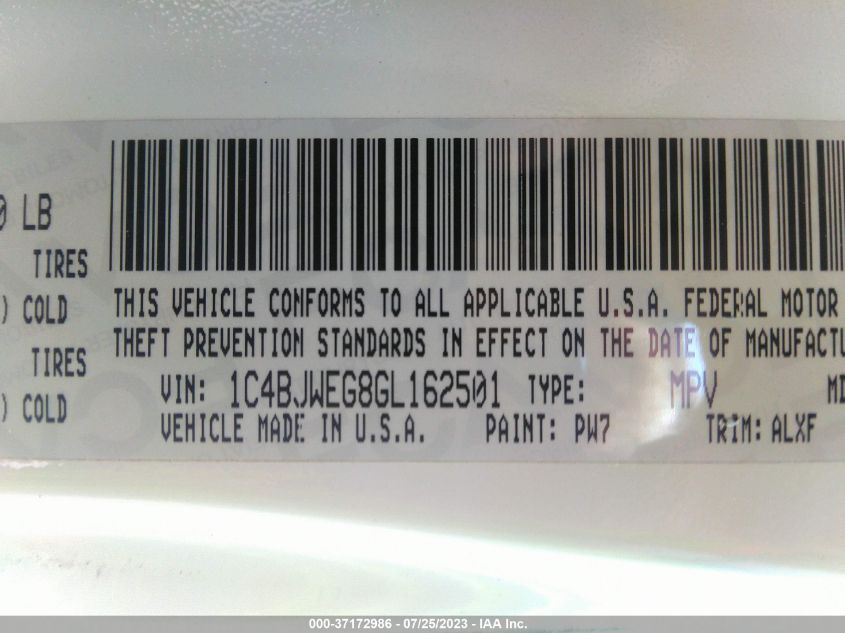 0 LB
TIRES
) COLD
TIRES
) COLD
THIS VEHICLE CONFORMS TO ALL APPLICABLE U.S.A. FEDERAL MOTOR
THEFT PREVENTION STANDARDS IN EFFECT ON THE DATE OF MANUFACTU
VIN: 1C4BJWEG8GL162501 TYPE: MPV MD
VEHICLE MADE IN U.S.A. PAINT: PW7 TRIM: ALXF
000-37172986 - 07/25/2023 - IAA Inc.